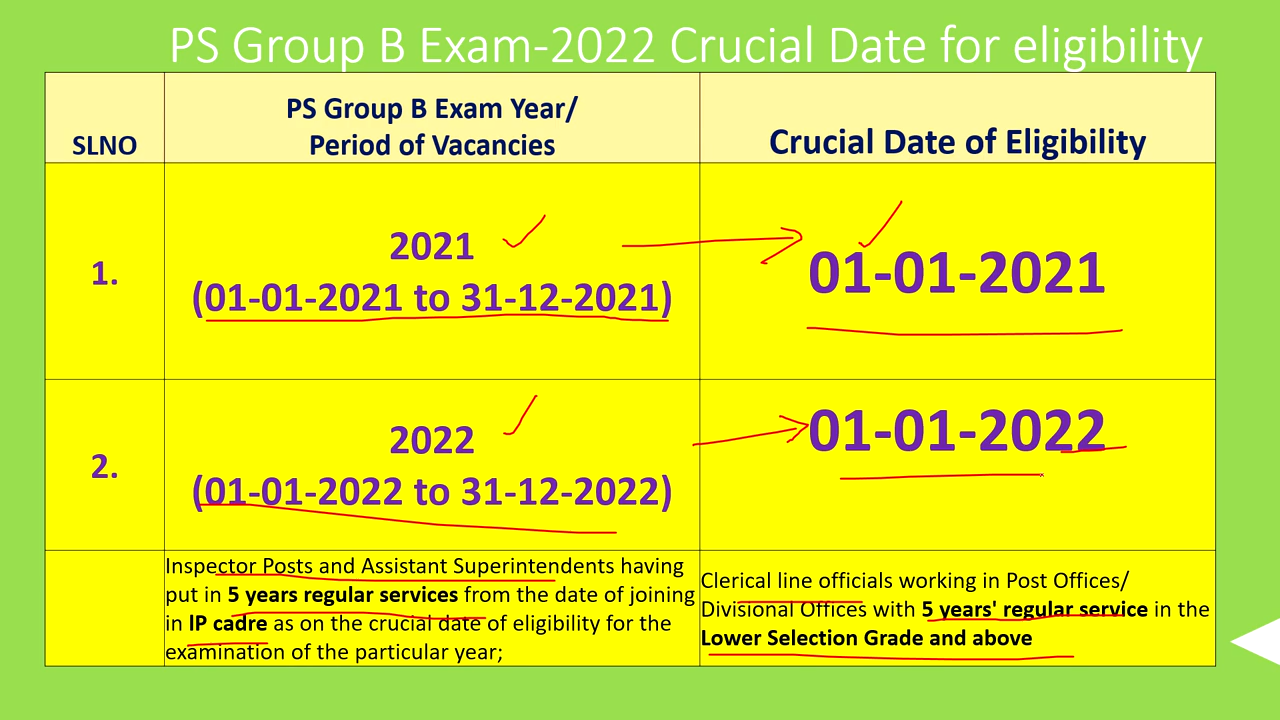 PS Group B Exam-2022 Crucial Date for eligibility
SLNO
PS Group B Exam Year/
Period of Vacancies
Crucial Date of Eligibility
1.
2021
(01-01-2021 to 31-12-2021)
01-01-2021
2.
2022
(01-01-2022 to 31-12-2022)
01-01-2022
Inspector Posts and Assistant Superintendents having
put in 5 years regular services from the date of joining
in IP cadre as on the crucial date of eligibility for the
examination of the particular year;
Clerical line officials working in Post Offices/
Divisional Offices with 5 years' regular service in the
Lower Selection Grade and above